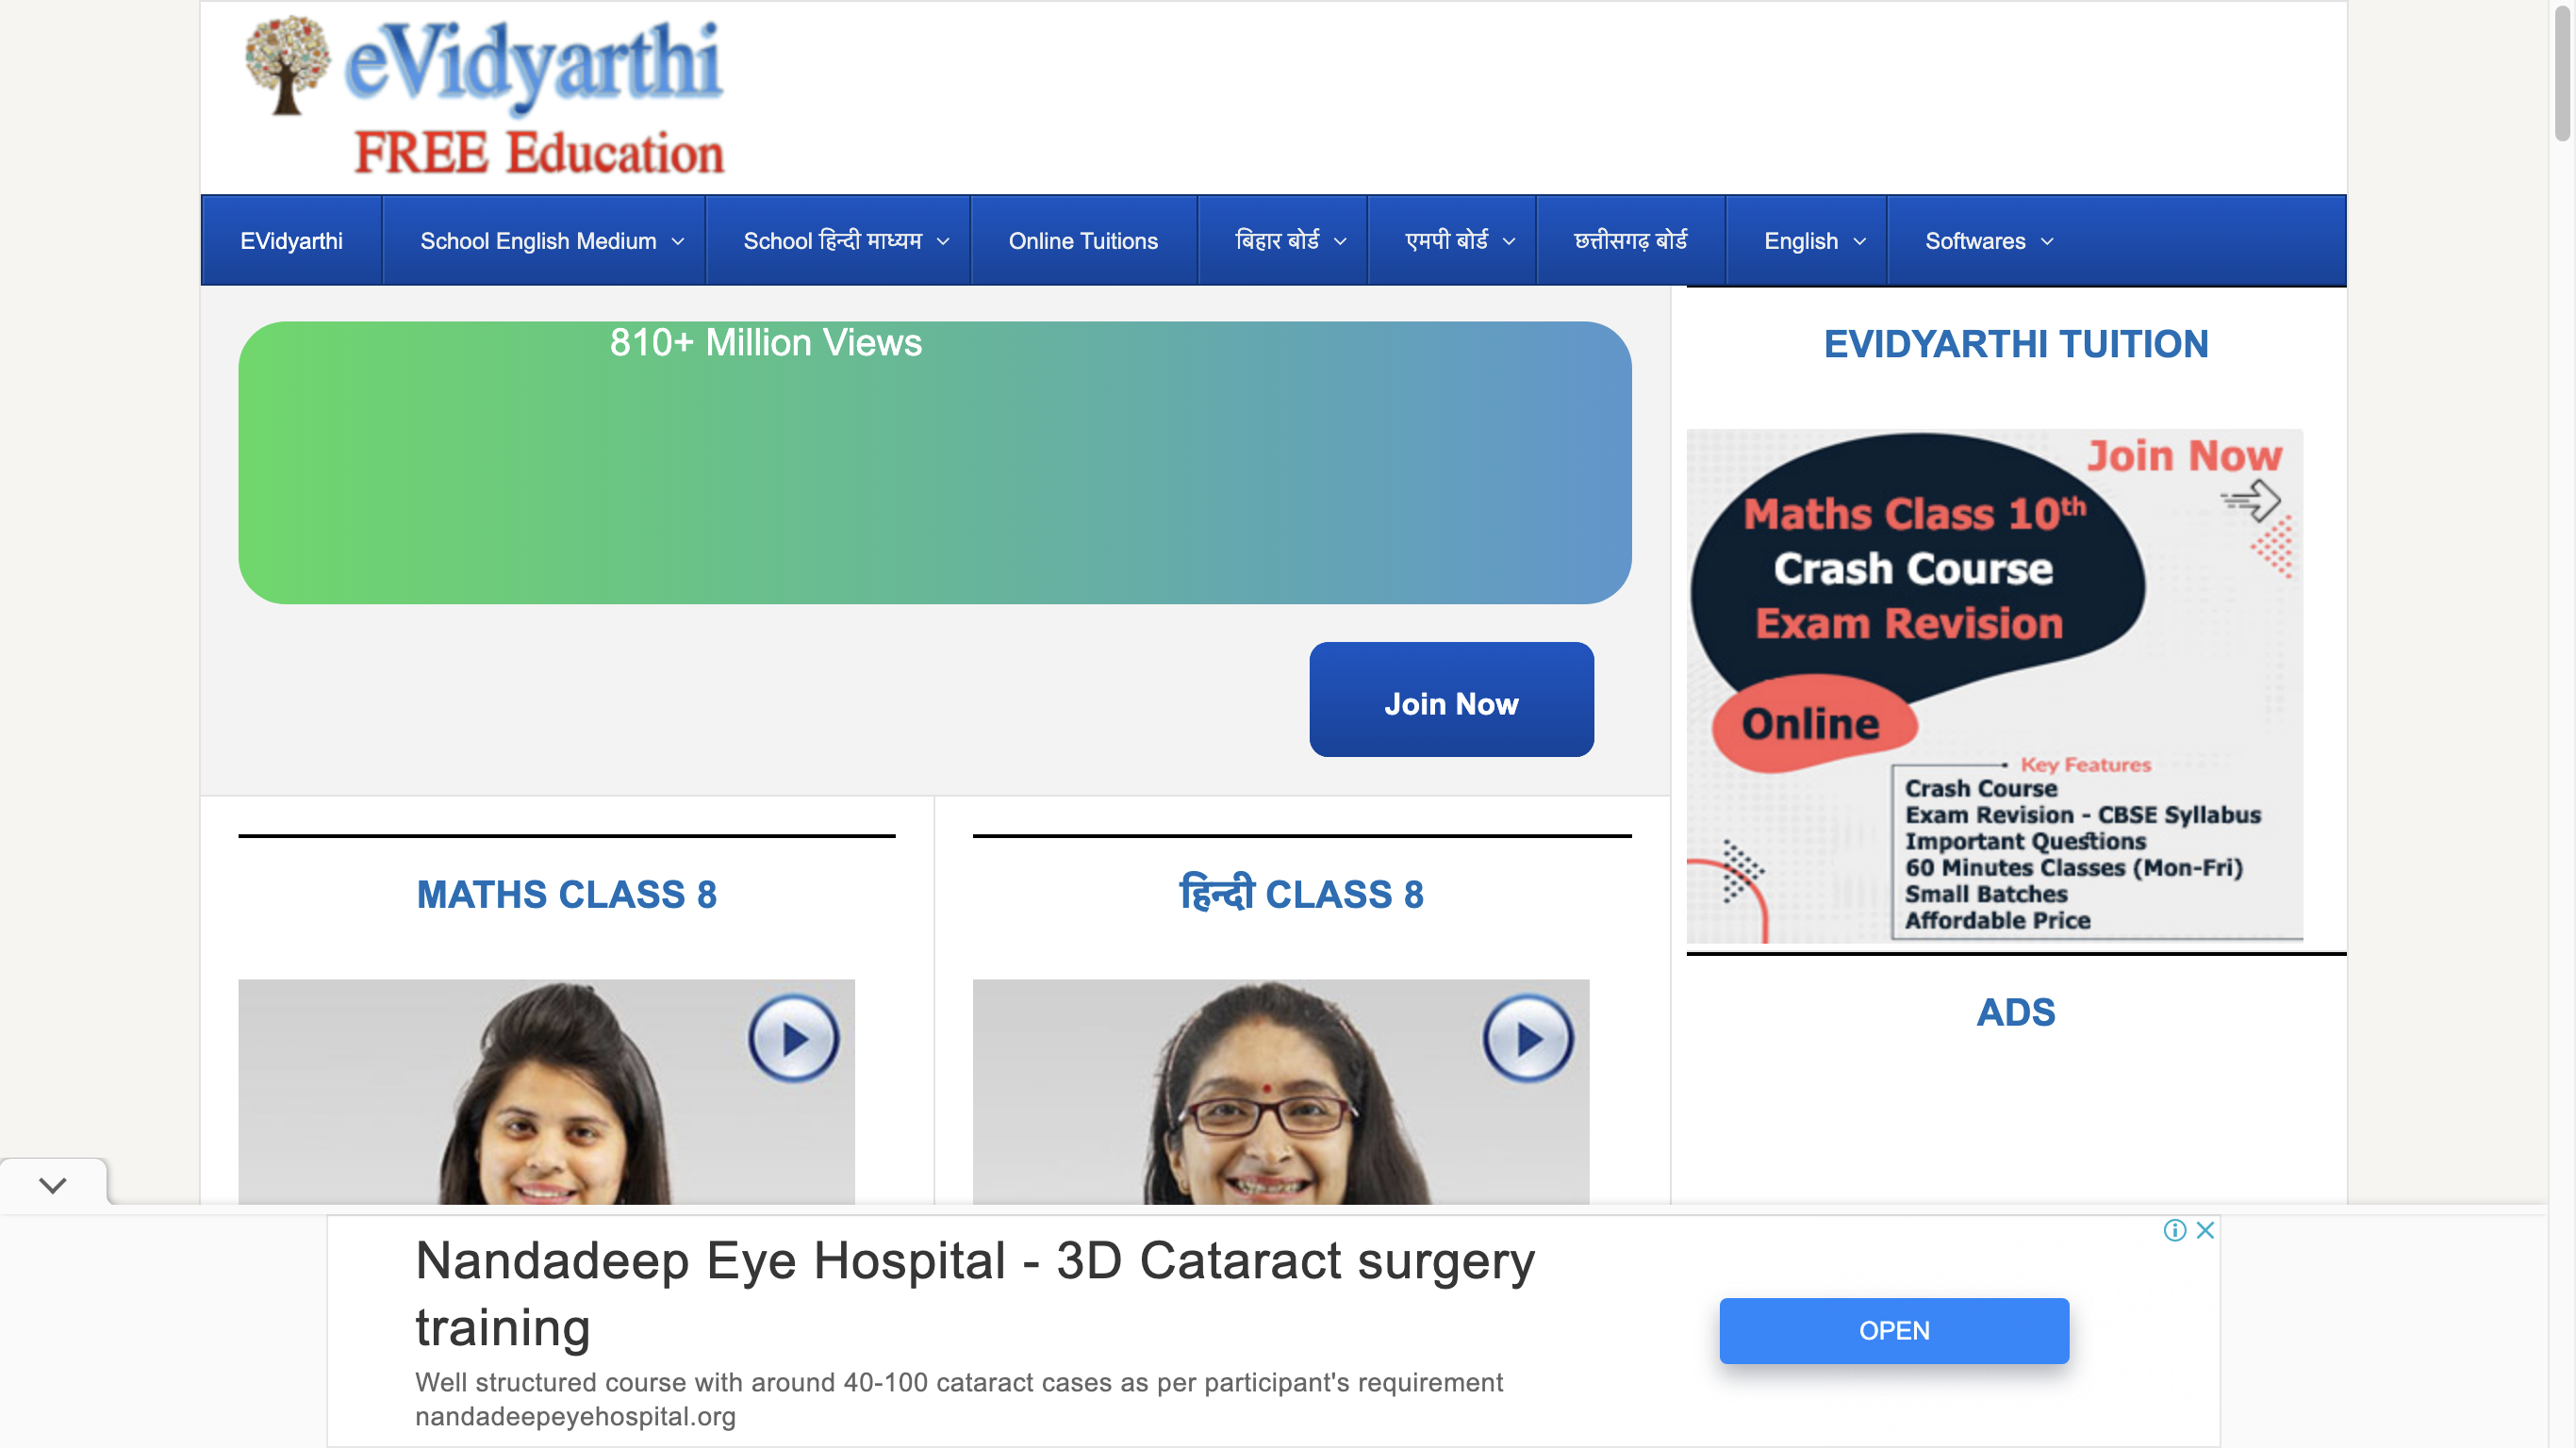 eVidyarthi
FREE Education
EVidyarthi
School English Medium
School हिन्दी माध्यम
Online Tuitions
बिहार बोर्ड
एमपी बोर्ड
छत्तीसगढ़ बोर्ड
English
Softwares
810+ Million Views
Join Now
EVIDYARTHI TUITION
Join Now
Maths Class 10th
Crash Course
Exam Revision
Online
Key Features
Crash Course
Exam Revision - CBSE Syllabus
Important Questions
60 Minutes Classes (Mon-Fri)
Small Batches
Affordable Price
MATHS CLASS 8
हिन्दी CLASS 8
ADS
Nandadeep Eye Hospital - 3D Cataract surgery
training
Well structured course with around 40-100 cataract cases as per participant's requirement
nandadeepeyehospital.org
OPEN